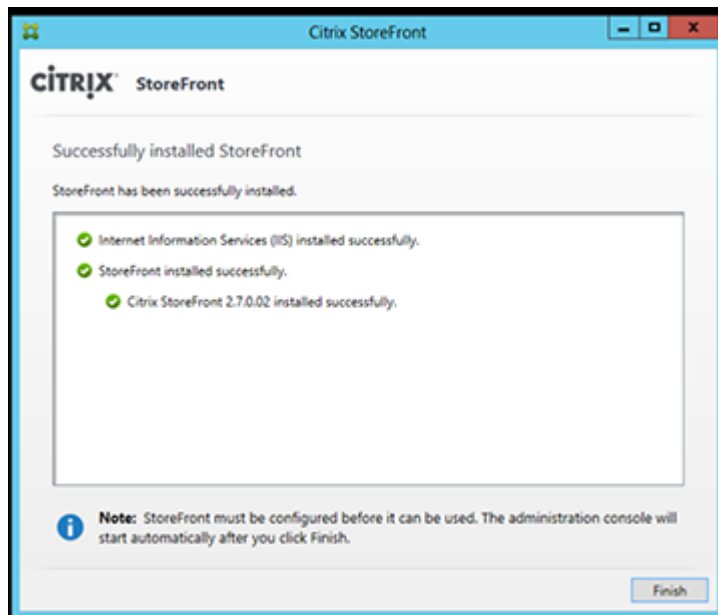 Citrix StoreFront
CİTRIX StoreFront
Successfully installed StoreFront
StoreFront has been successfully installed.
Internet Information Services (IIS) installed successfully.
StoreFront installed successfully.
Citrix StoreFront 2.7.0.02 installed successfully.
Note: StoreFront must be configured before it can be used. The administration console will
start automatically after you click Finish.
Finish